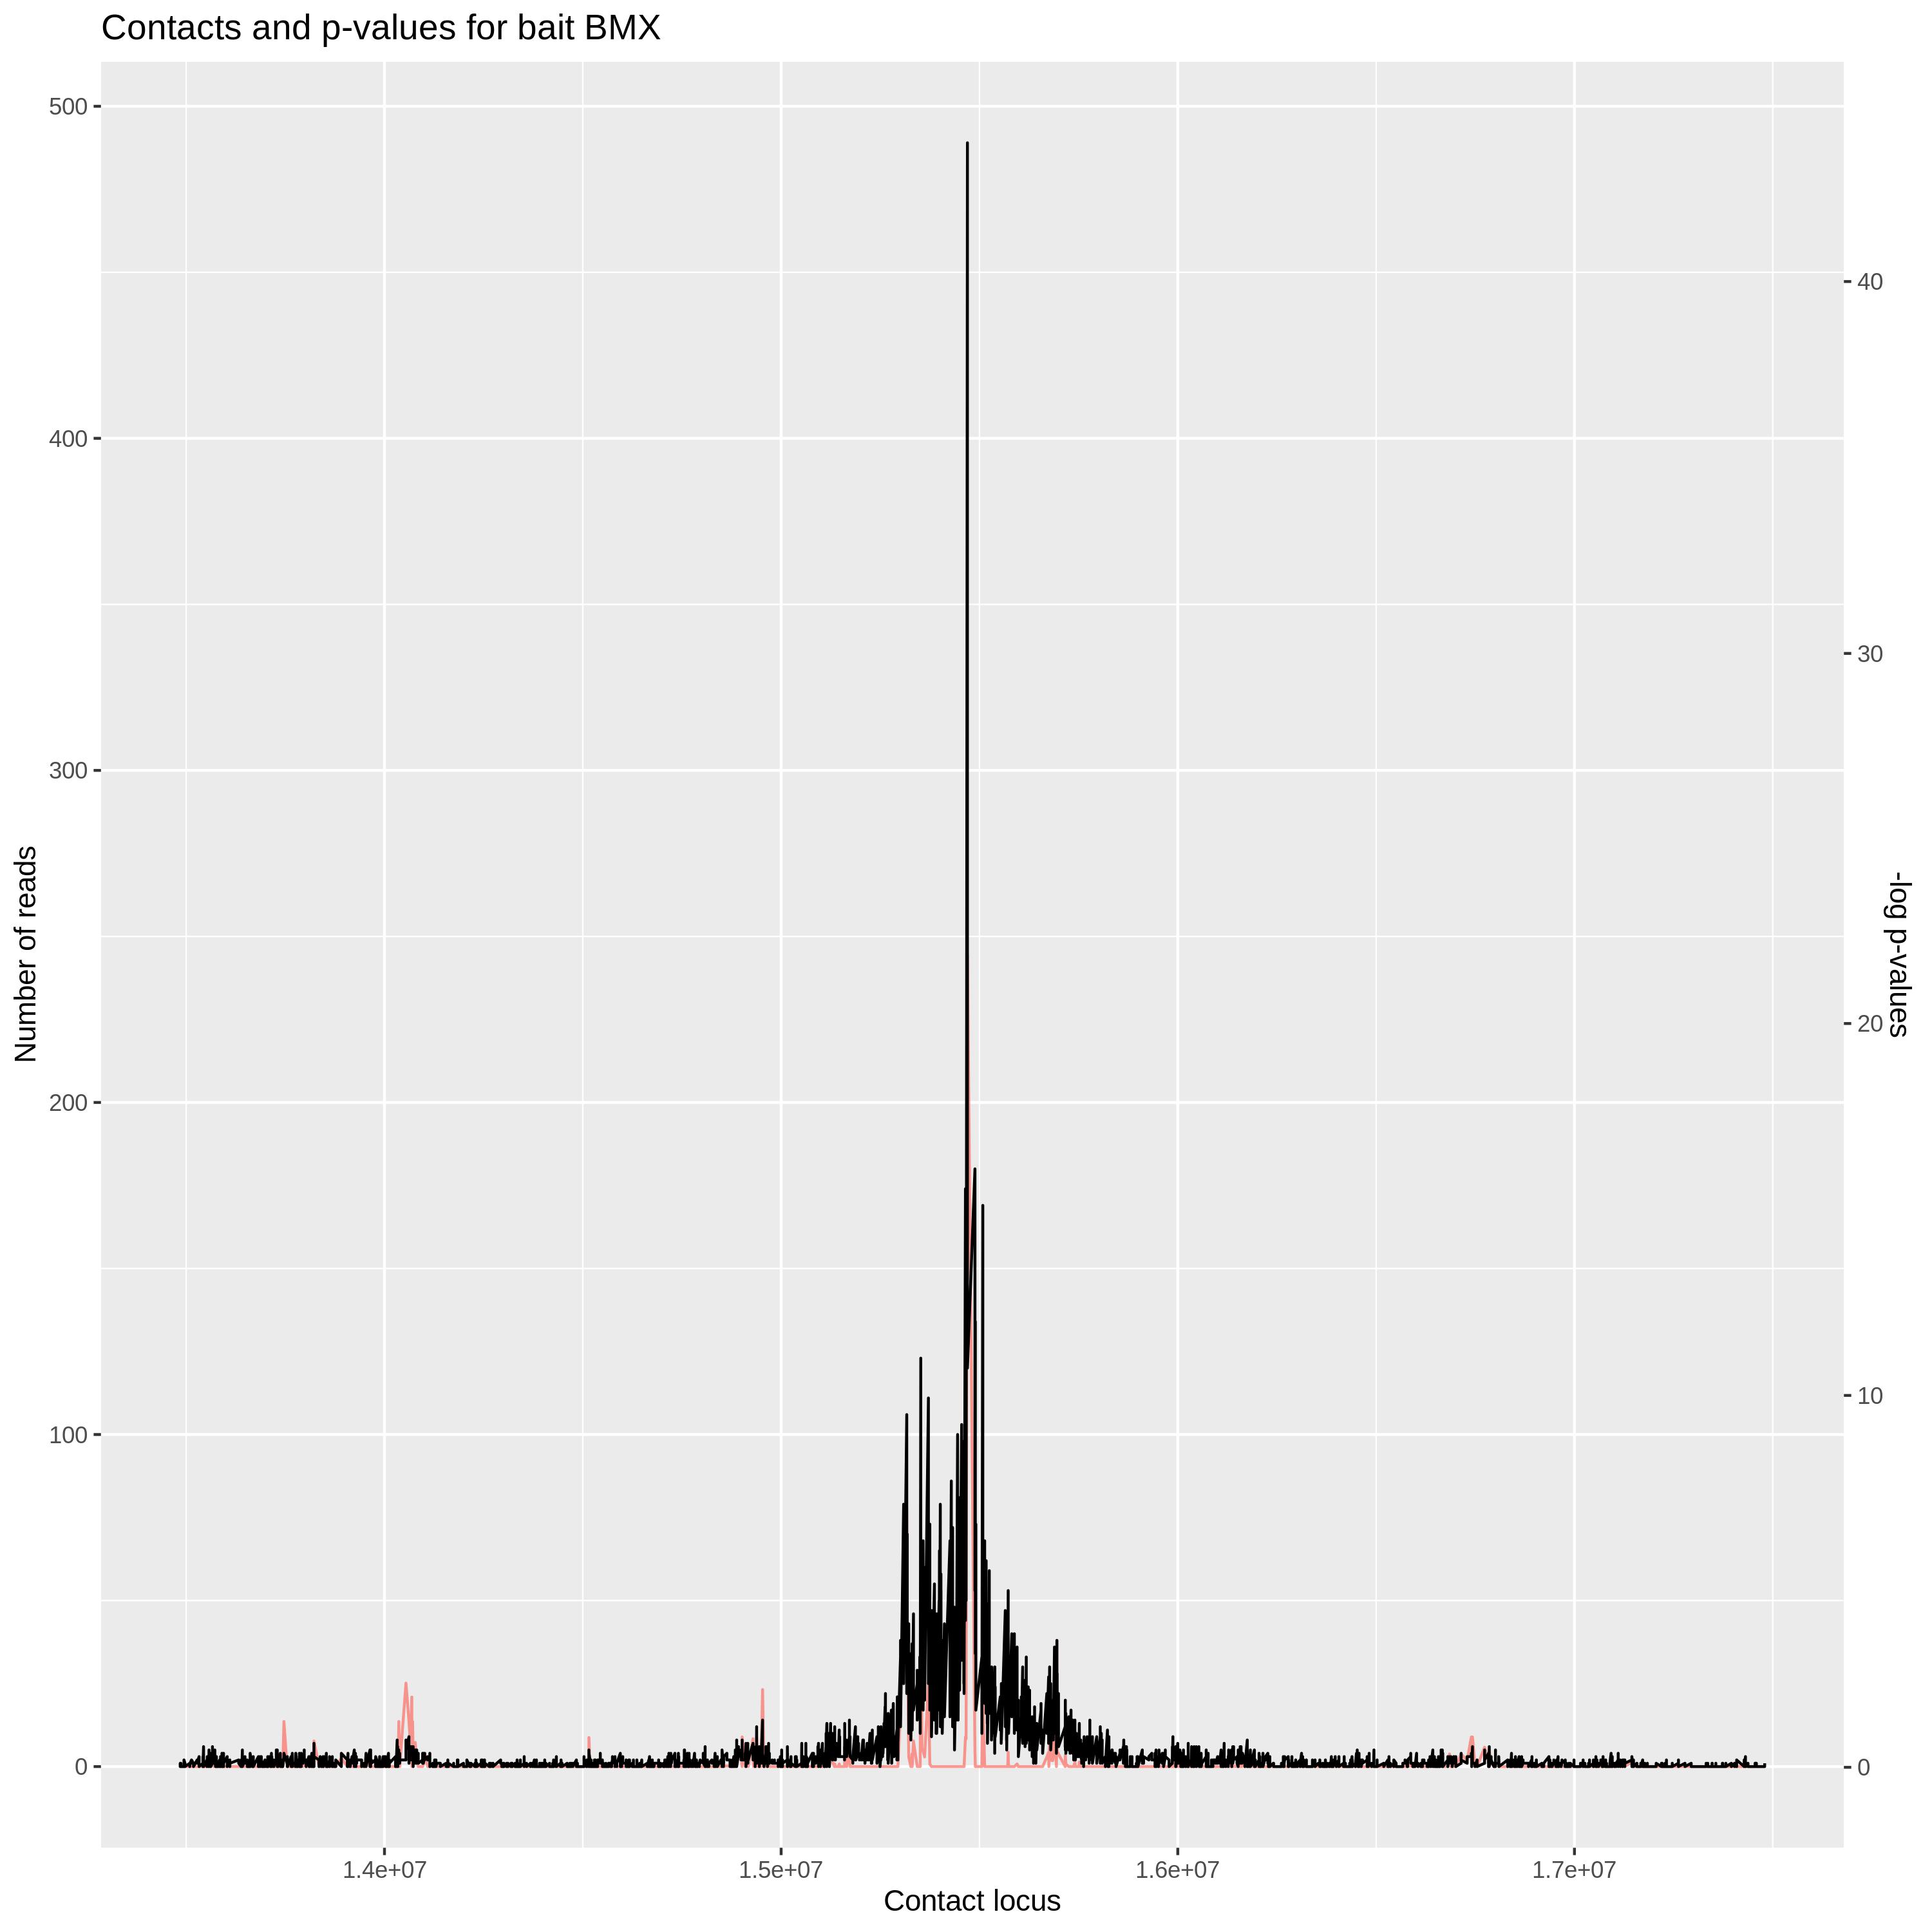 Contacts and p-values for bait BMX
500
400
300
200
100
0
Number of reads
40
30
20
10
0
-log p-values
1.4e+07
1.5e+07
1.6e+07
1.7e+07
Contact locus